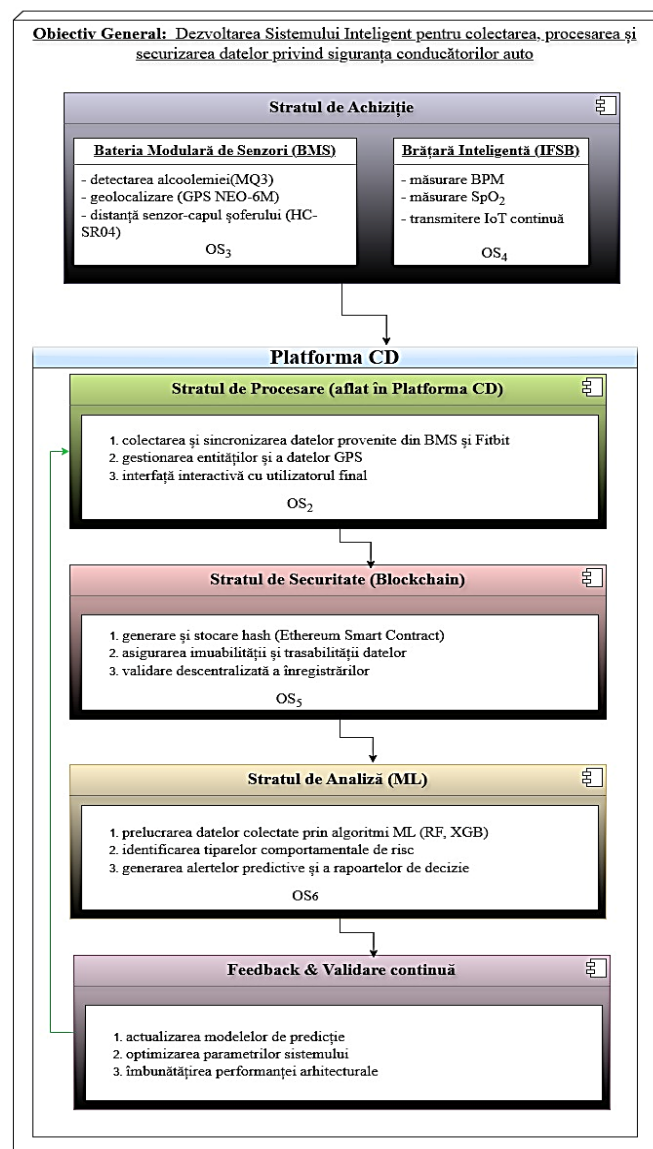 Obiectiv General: Dezvoltarea Sistemului Inteligent pentru colectarea, procesarea și
securizarea datelor privind siguranța conducătorilor auto
Stratul de Achiziție
Bateria Modulară de Senzori (BMS)
- detectarea alcoolemiei(MQ3)
- geolocalizare (GPS NEO-6M)
- distanță senzor-capul șoferului (HC-
SR04)
OS3
Brățară Inteligentă (IFSB)
- măsurare BPM
- măsurare SpO2
- transmitere IoT continuă
OS4
Platforma CD
Stratul de Procesare (aflat în Platforma CD)
1. colectarea și sincronizarea datelor provenite din BMS și Fitbit
2. gestionarea entităților și a datelor GPS
3. interfață interactivă cu utilizatorul final
OS2
Stratul de Securitate (Blockchain)
1. generare și stocare hash (Ethereum Smart Contract)
2. asigurarea imuabilității și trasabilității datelor
3. validare descentralizată a înregistrărilor
OS5
Stratul de Analiză (ML)
1. prelucrarea datelor colectate prin algoritmi ML (RF, XGB)
2. identificarea tiparelor comportamentale de risc
3. generarea alertelor predictive și a rapoartelor de decizie
OS6
Feedback & Validare continuă
1. actualizarea modelelor de predicție
2. optimizarea parametrilor sistemului
3. îmbunătățirea performanței arhitecturale